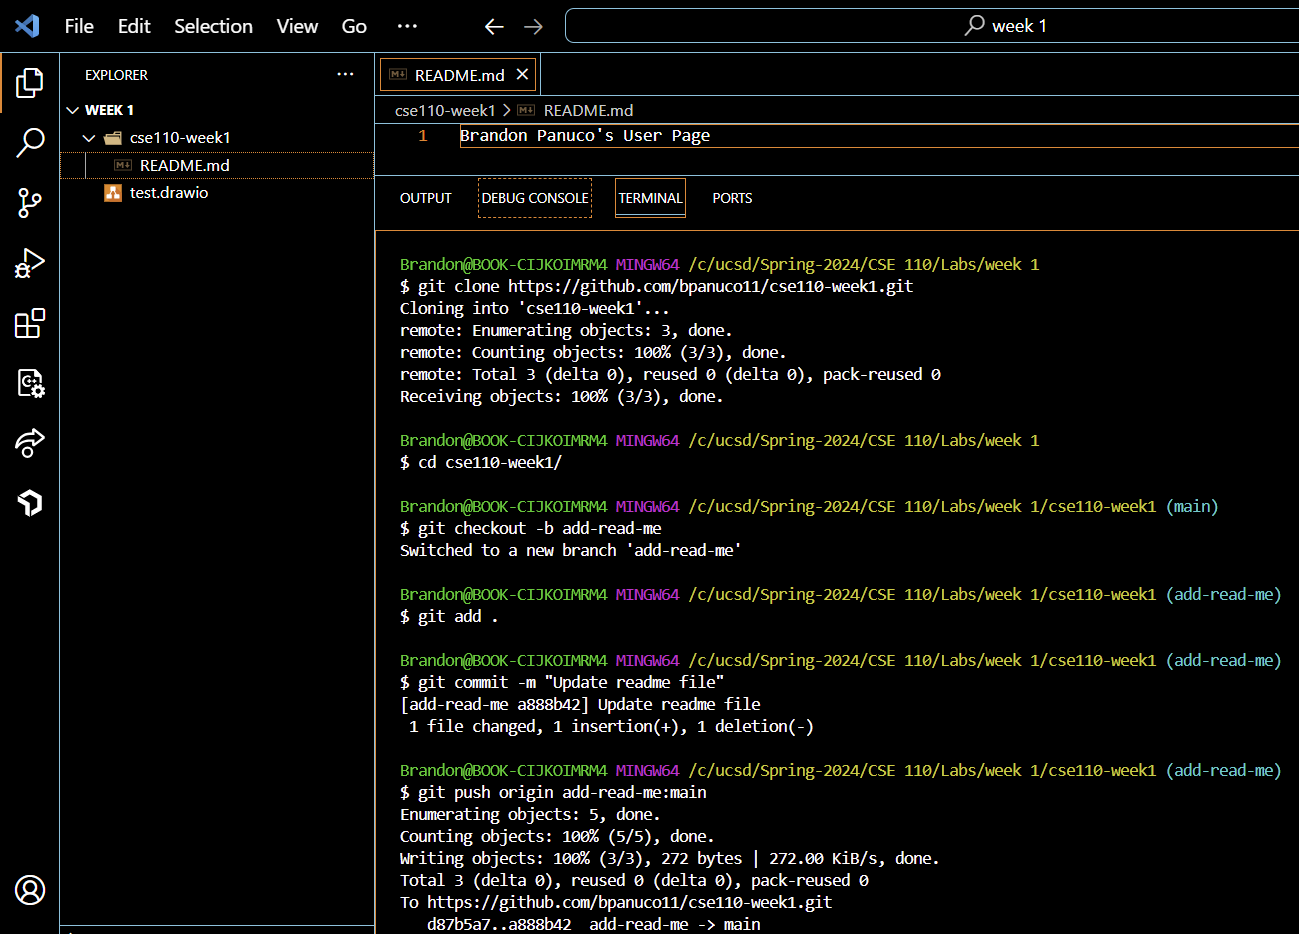 File Edit Selection View Go ···
week 1
EXPLORER ···
README.md
WEEK 1
cse110-week1
README.md
test.drawio
cse110-week1 > README.md
1 Brandon Panuco's User Page
OUTPUT DEBUG CONSOLE TERMINAL PORTS
Brandon@BOOK-CIJKOIMRM4 MINGW64 /c/ucsd/Spring-2024/CSE 110/Labs/week 1
$ git clone https://github.com/bpanuco11/cse110-week1.git
Cloning into 'cse110-week1'...
remote: Enumerating objects: 3, done.
remote: Counting objects: 100% (3/3), done.
remote: Total 3 (delta 0), reused 0 (delta 0), pack-reused 0
Receiving objects: 100% (3/3), done.
Brandon@BOOK-CIJKOIMRM4 MINGW64 /c/ucsd/Spring-2024/CSE 110/Labs/week 1
$ cd cse110-week1/
Brandon@BOOK-CIJKOIMRM4 MINGW64 /c/ucsd/Spring-2024/CSE 110/Labs/week 1/cse110-week1 (main)
$ git checkout -b add-read-me
Switched to a new branch 'add-read-me'
Brandon@BOOK-CIJKOIMRM4 MINGW64 /c/ucsd/Spring-2024/CSE 110/Labs/week 1/cse110-week1 (add-read-me)
$ git add .
Brandon@BOOK-CIJKOIMRM4 MINGW64 /c/ucsd/Spring-2024/CSE 110/Labs/week 1/cse110-week1 (add-read-me)
$ git commit -m "Update readme file"
[add-read-me a888b42] Update readme file
1 file changed, 1 insertion(+), 1 deletion(-)
Brandon@BOOK-CIJKOIMRM4 MINGW64 /c/ucsd/Spring-2024/CSE 110/Labs/week 1/cse110-week1 (add-read-me)
$ git push origin add-read-me:main
Enumerating objects: 5, done.
Counting objects: 100% (5/5), done.
Writing objects: 100% (3/3), 272 bytes | 272.00 KiB/s, done.
Total 3 (delta 0), reused 0 (delta 0), pack-reused 0
To https://github.com/bpanuco11/cse110-week1.git
d87b5a7..a888b42 add-read-me -> main